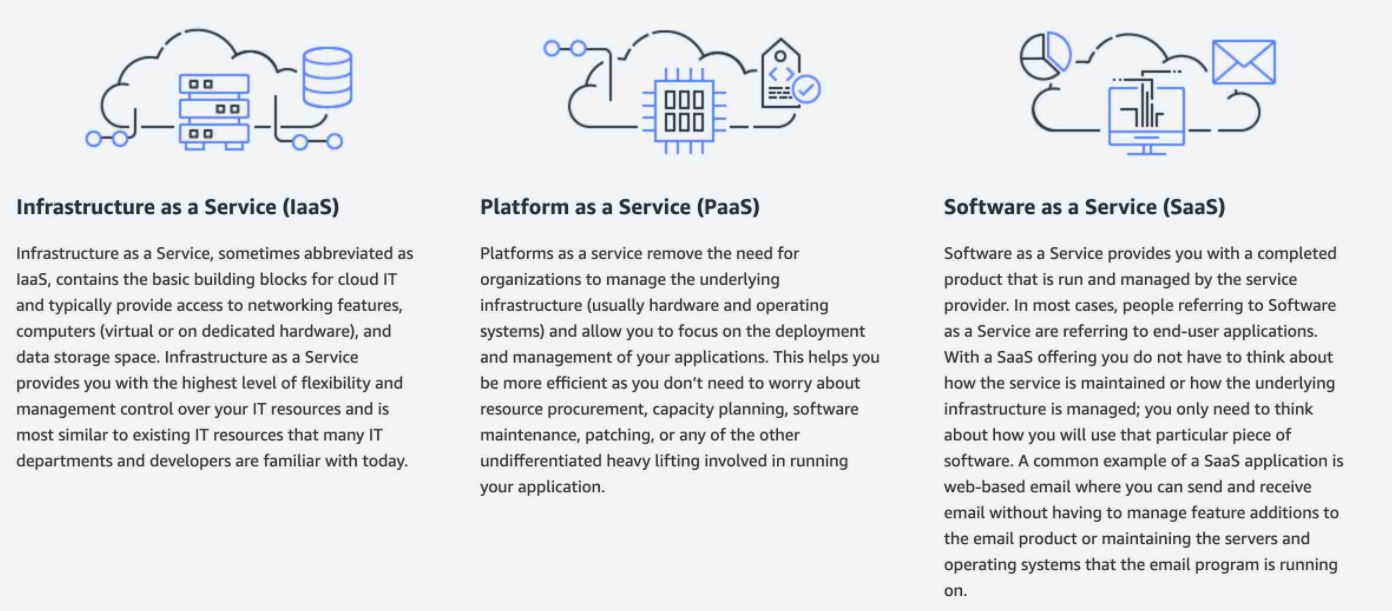 Infrastructure as a Service (IaaS)
Infrastructure as a Service, sometimes abbreviated as
IaaS, contains the basic building blocks for cloud IT
and typically provide access to networking features,
computers (virtual or on dedicated hardware), and
data storage space. Infrastructure as a Service
provides you with the highest level of flexibility and
management control over your IT resources and is
most similar to existing IT resources that many IT
departments and developers are familiar with today.
Platform as a Service (PaaS)
Platforms as a service remove the need for
organizations to manage the underlying
infrastructure (usually hardware and operating
systems) and allow you to focus on the deployment
and management of your applications. This helps you
be more efficient as you don’t need to worry about
resource procurement, capacity planning, software
maintenance, patching, or any of the other
undifferentiated heavy lifting involved in running
your application.
Software as a Service (SaaS)
Software as a Service provides you with a completed
product that is run and managed by the service
provider. In most cases, people referring to Software
as a Service are referring to end-user applications.
With a SaaS offering you do not have to think about
how the service is maintained or how the underlying
infrastructure is managed; you only need to think
about how you will use that particular piece of
software. A common example of a SaaS application is
web-based email where you can send and receive
email without having to manage feature additions to
the email product or maintaining the servers and
operating systems that the email program is running
on.